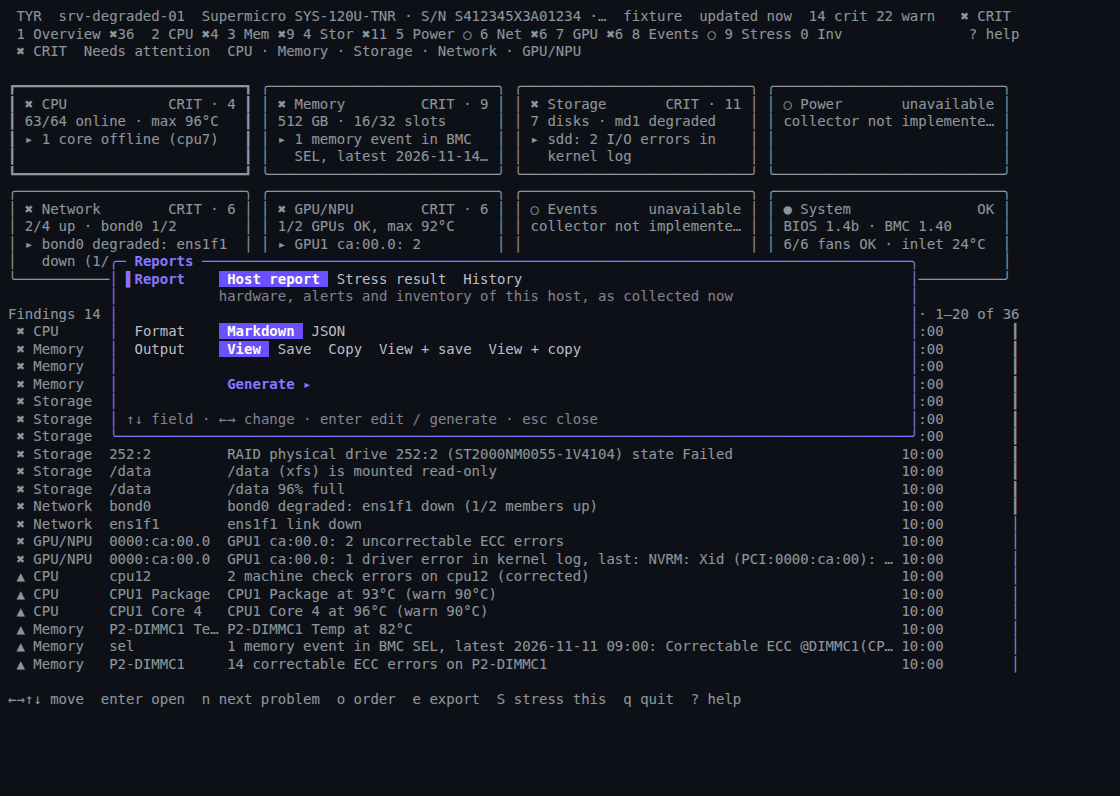 TYR  srv-degraded-01  Supermicro SYS-120U-TNR · S/N S412345X3A01234 ·…  fixture  updated now  14 crit 22 warn   ✖ CRIT
1 Overview ✖36  2 CPU ✖4 3 Mem ✖9 4 Stor ✖11 5 Power ○ 6 Net ✖6 7 GPU ✖6 8 Events ○ 9 Stress 0 Inv   ? help
✖ CRIT  Needs attention  CPU · Memory · Storage · Network · GPU/NPU
✖ CPU   CRIT · 4   ✖ Memory   CRIT · 9   ✖ Storage   CRIT · 11   ○ Power   unavailable
63/64 online · max 96°C   512 GB · 16/32 slots   7 disks · md1 degraded   collector not implemente…
▸ 1 core offline (cpu7)   ▸ 1 memory event in BMC   ▸ sdd: 2 I/O errors in
SEL, latest 2026-11-14…   kernel log
✖ Network   CRIT · 6   ✖ GPU/NPU   CRIT · 6   ○ Events   unavailable   ● System   OK
2/4 up · bond0 1/2   1/2 GPUs OK, max 92°C   collector not implemente…   BIOS 1.4b · BMC 1.40
▸ bond0 degraded: ens1f1   ▸ GPU1 ca:00.0: 2   6/6 fans OK · inlet 24°C
down (1/   Reports
Report   Host report   Stress result   History
hardware, alerts and inventory of this host, as collected now
Findings 14   · 1–20 of 36
✖ CPU   Format   Markdown   JSON   :00
✖ Memory   Output   View   Save   Copy   View + save   View + copy   :00
✖ Memory   :00
✖ Memory   Generate ▸   :00
✖ Storage   :00
✖ Storage   ↑↓ field · ←→ change · enter edit / generate · esc close   :00
✖ Storage   :00
✖ Storage   252:2   RAID physical drive 252:2 (ST2000NM0055-1V4104) state Failed   10:00
✖ Storage   /data   /data (xfs) is mounted read-only   10:00
✖ Storage   /data   /data 96% full   10:00
✖ Network   bond0   bond0 degraded: ens1f1 down (1/2 members up)   10:00
✖ Network   ens1f1   ens1f1 link down   10:00
✖ GPU/NPU   0000:ca:00.0   GPU1 ca:00.0: 2 uncorrectable ECC errors   10:00
✖ GPU/NPU   0000:ca:00.0   GPU1 ca:00.0: 1 driver error in kernel log, last: NVRM: Xid (PCI:0000:ca:00): …   10:00
▲ CPU   cpu12   2 machine check errors on cpu12 (corrected)   10:00
▲ CPU   CPU1 Package   CPU1 Package at 93°C (warn 90°C)   10:00
▲ CPU   CPU1 Core 4   CPU1 Core 4 at 96°C (warn 90°C)   10:00
▲ Memory   P2-DIMMC1 Te…   P2-DIMMC1 Temp at 82°C   10:00
▲ Memory   sel   1 memory event in BMC SEL, latest 2026-11-11 09:00: Correctable ECC @DIMMC1(CP…   10:00
▲ Memory   P2-DIMMC1   14 correctable ECC errors on P2-DIMMC1   10:00
←→↑↓ move  enter open  n next problem  o order  e export  S stress this  q quit  ? help